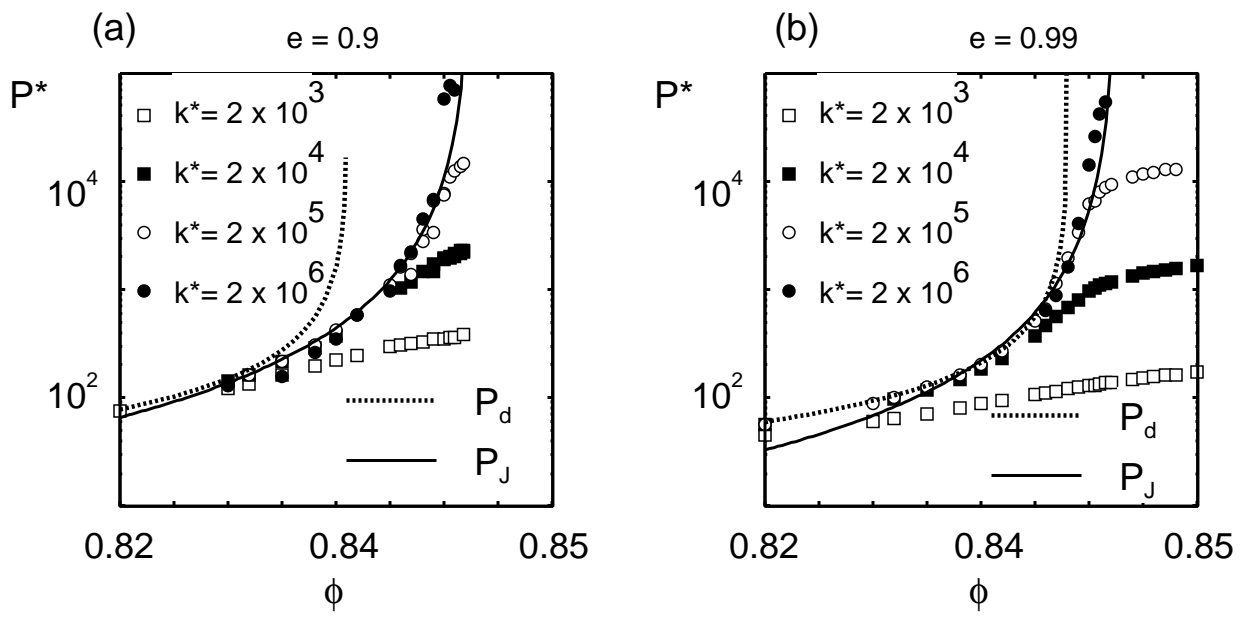 (a)
e = 0.9
P*
k*= 2 x 10^3
k*= 2 x 10^4
k*= 2 x 10^5
k*= 2 x 10^6
10^4
10^2
P_d
P_J
0.82
0.84
0.85
ϕ
(b)
e = 0.99
P*
k*= 2 x 10^3
k*= 2 x 10^4
k*= 2 x 10^5
k*= 2 x 10^6
10^4
10^2
P_d
P_J
0.82
0.84
0.85
ϕ